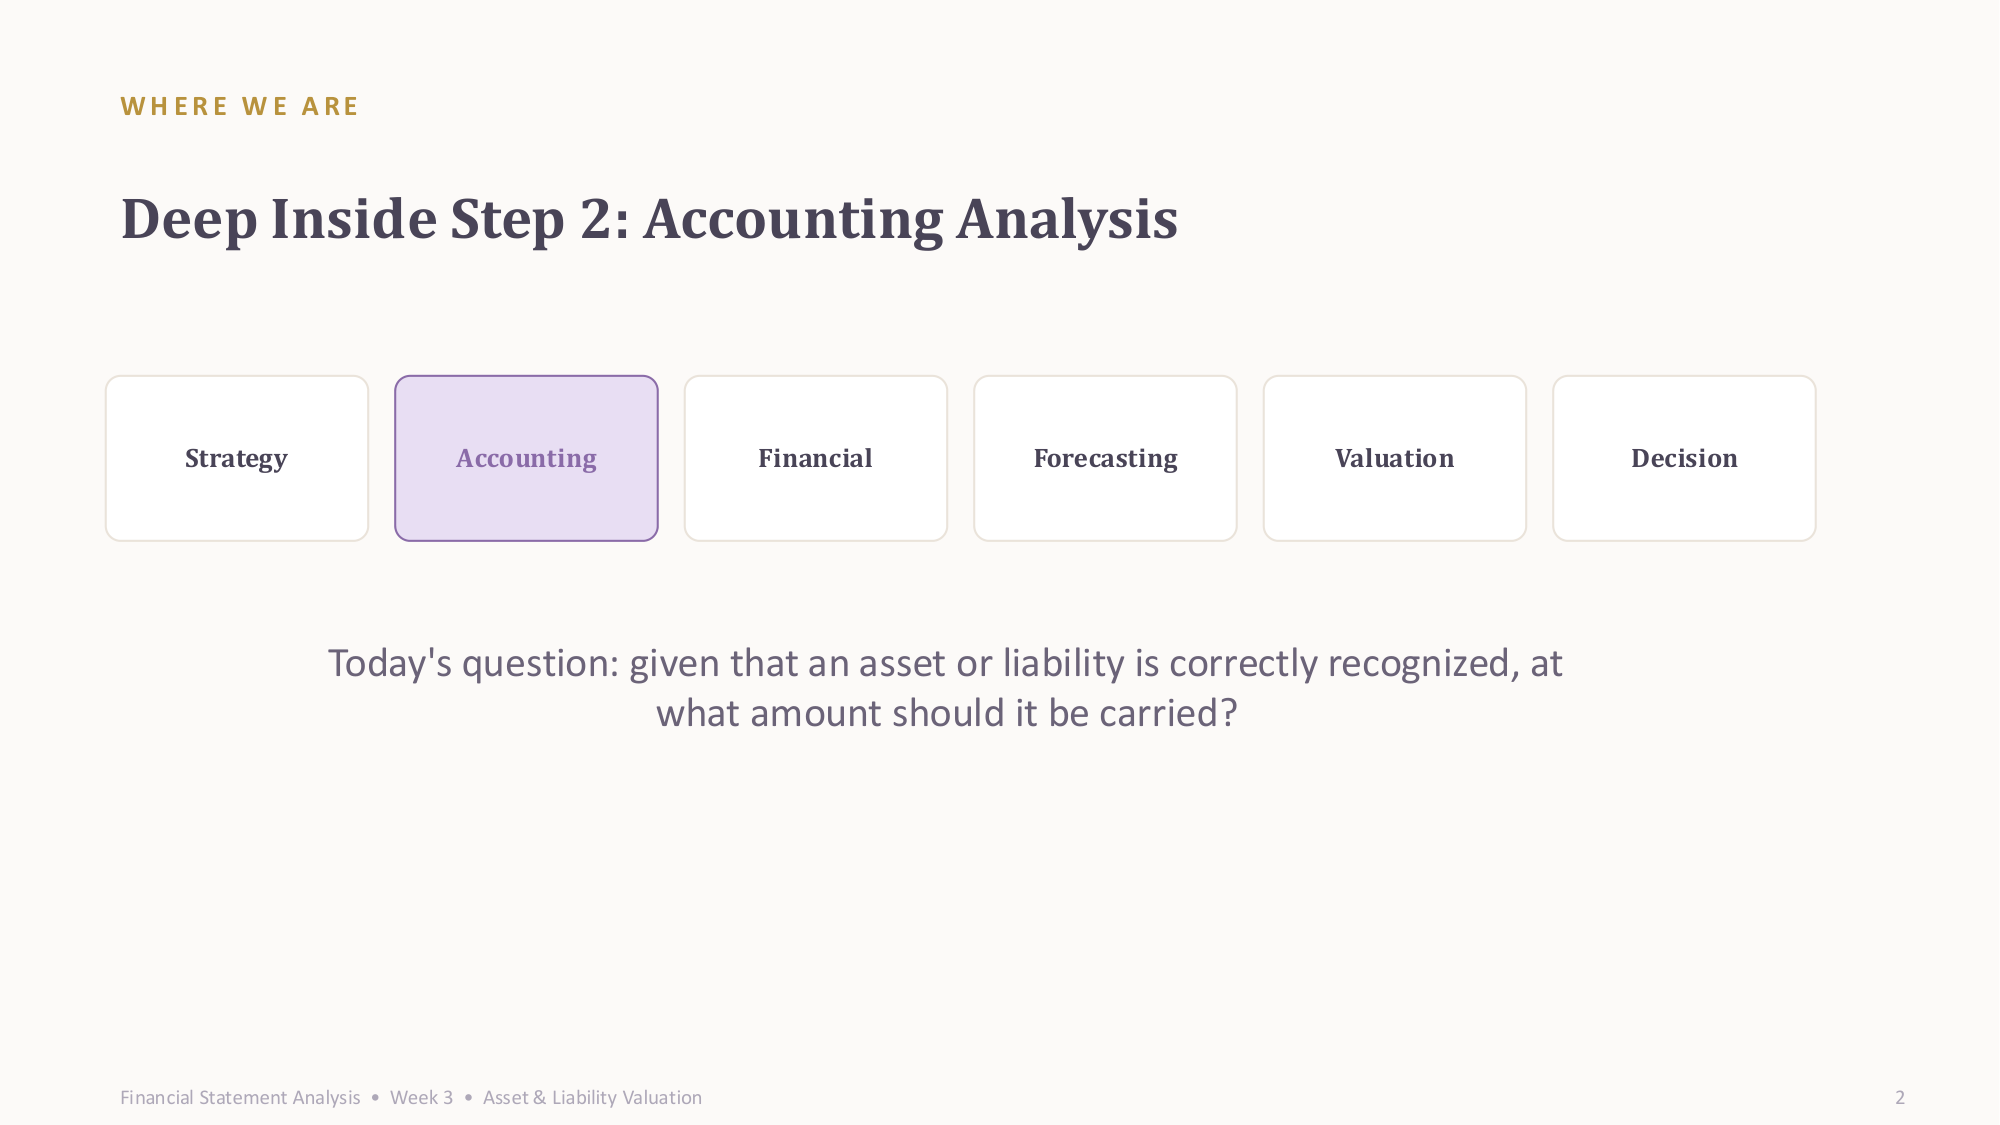 WHERE WE ARE
Deep Inside Step 2: Accounting Analysis
Strategy
Accounting
Financial
Forecasting
Valuation
Decision
Today's question: given that an asset or liability is correctly recognized, at
what amount should it be carried?
Financial Statement Analysis • Week 3 • Asset & Liability Valuation
2